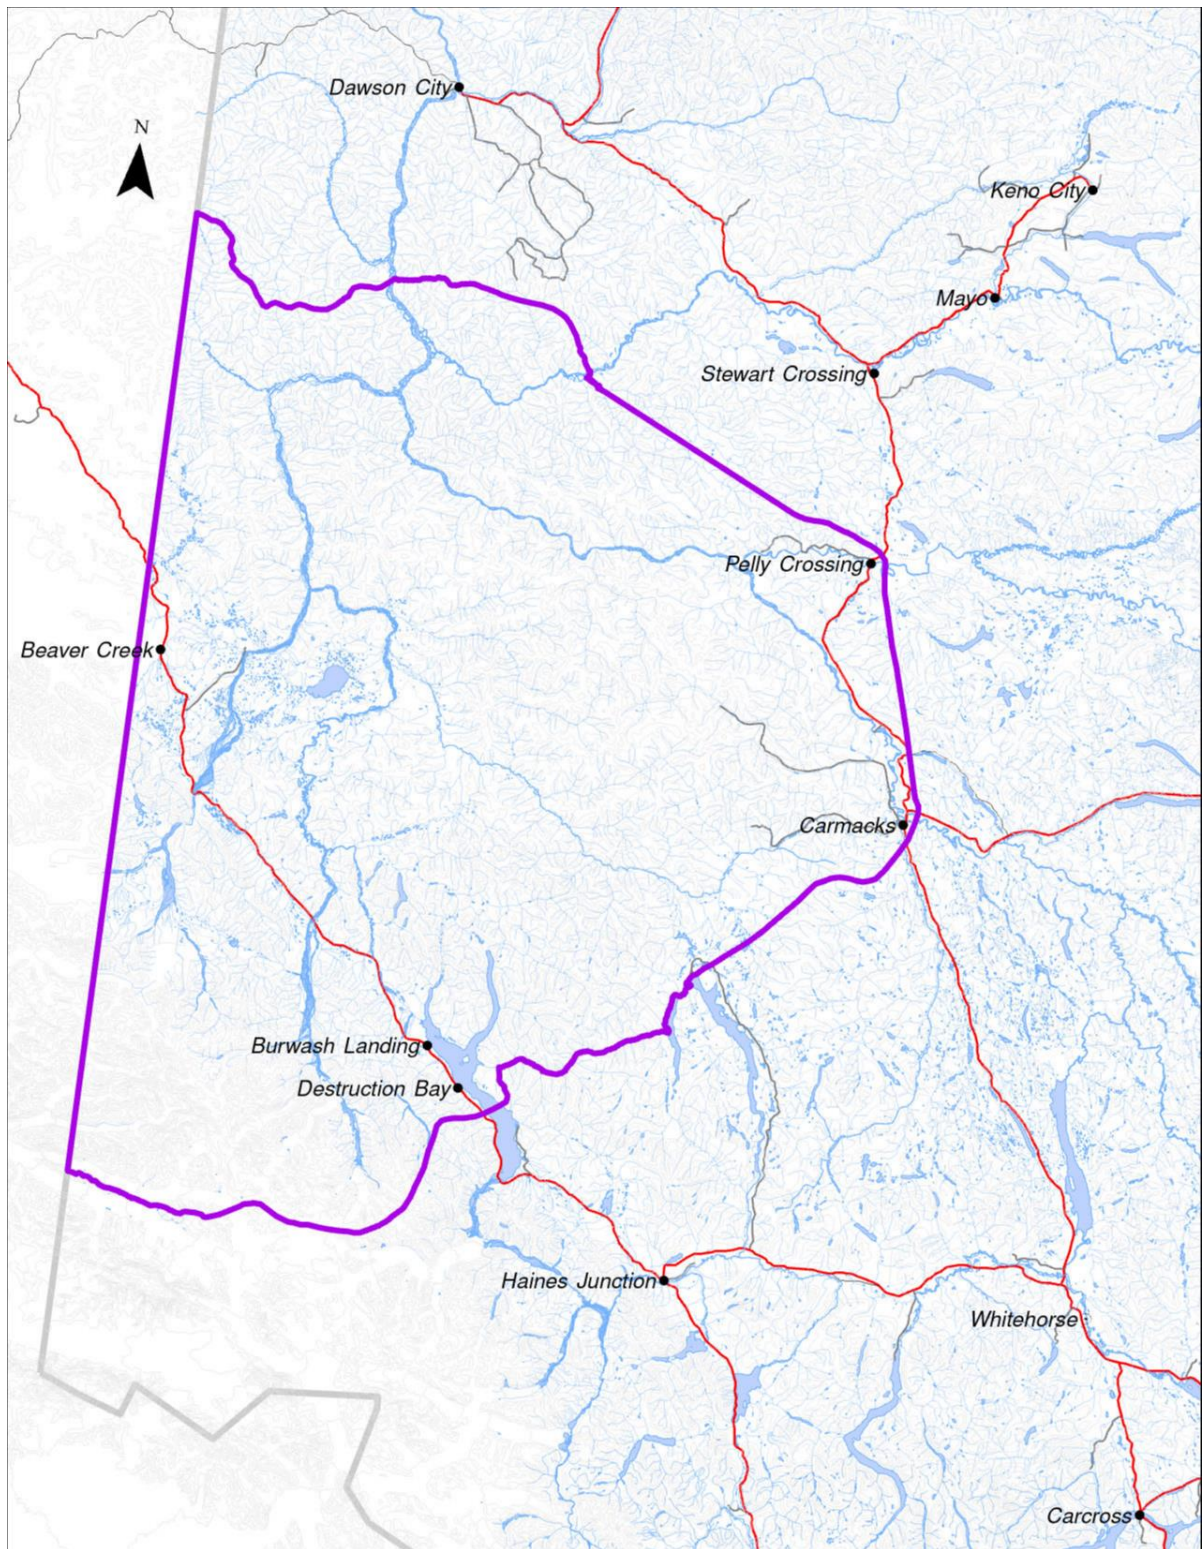 Dawson City
N
Keno City
Mayo
Stewart Crossing
Pelly Crossing
Beaver Creek
Carmacks
Burwash Landing
Destruction Bay
Haines Junction
Whitehorse
Carcross